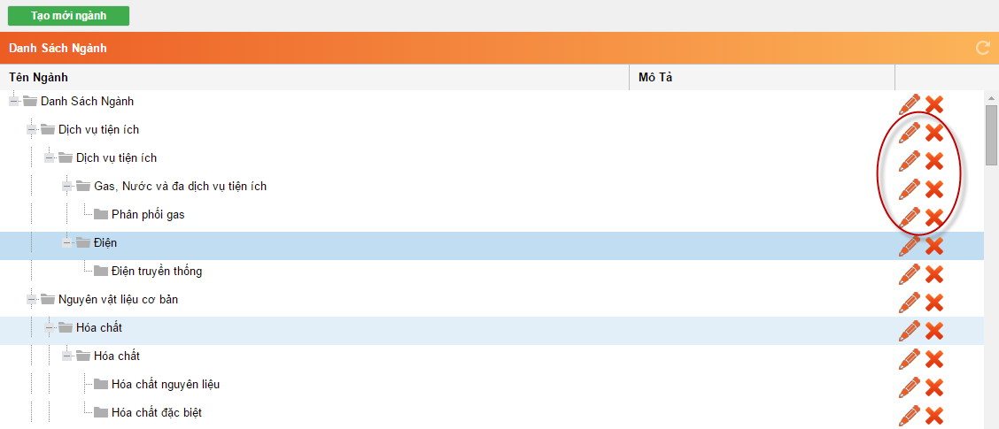 Tạo mới ngành
Danh Sách Ngành
Tên Ngành Mô Tả
Danh Sách Ngành
Dịch vụ tiện ích
Dịch vụ tiện ích
Gas, Nước và đa dịch vụ tiện ích
Phân phối gas
Điện
Điện truyền thống
Nguyên vật liệu cơ bản
Hóa chất
Hóa chất
Hóa chất nguyên liệu
Hóa chất đặc biệt